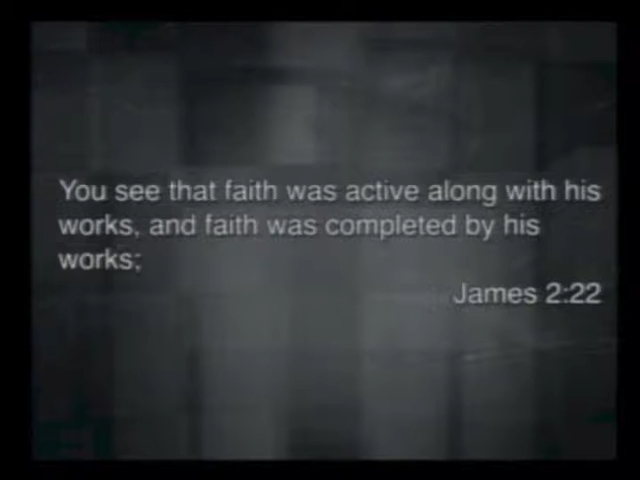 You see that faith was active along with his
works, and faith was completed by his
works;
James 2:22